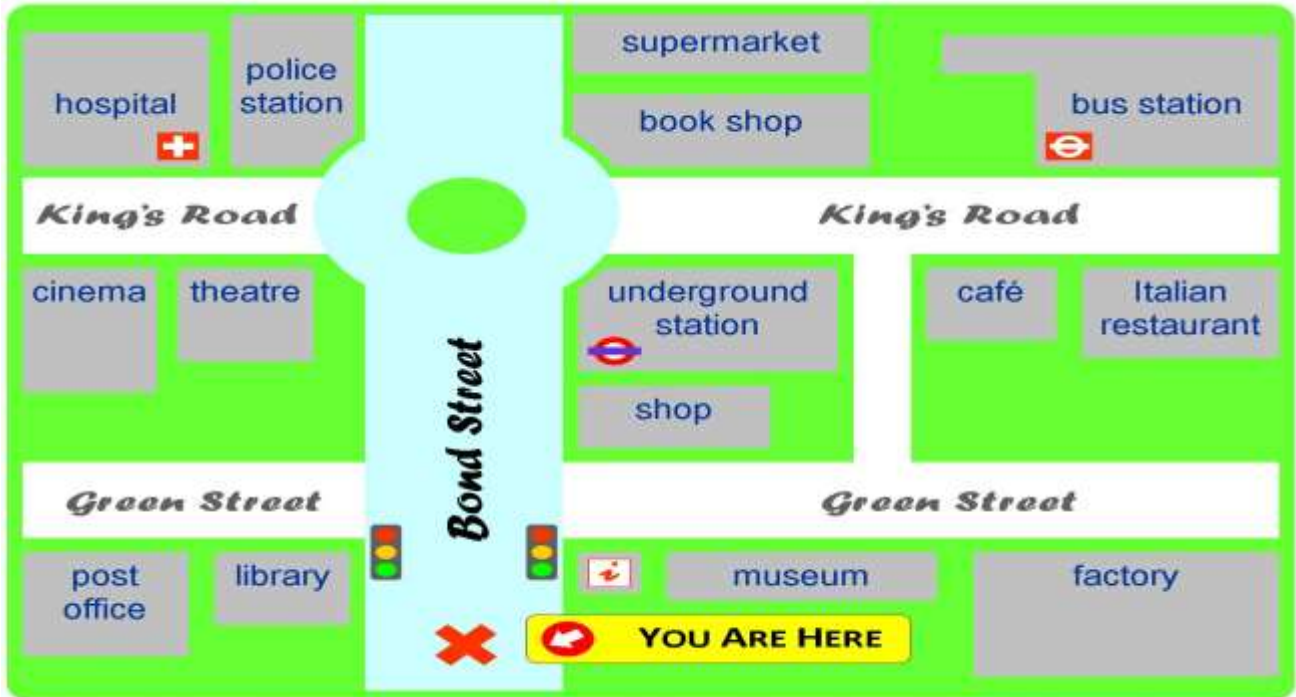 hospital
police
station
supermarket
book shop
bus station
King's Road
King's Road
cinema
theatre
underground
station
café
Italian
restaurant
shop
Bond Street
Green Street
Green Street
post
office
library
i
museum
factory
YOU ARE HERE